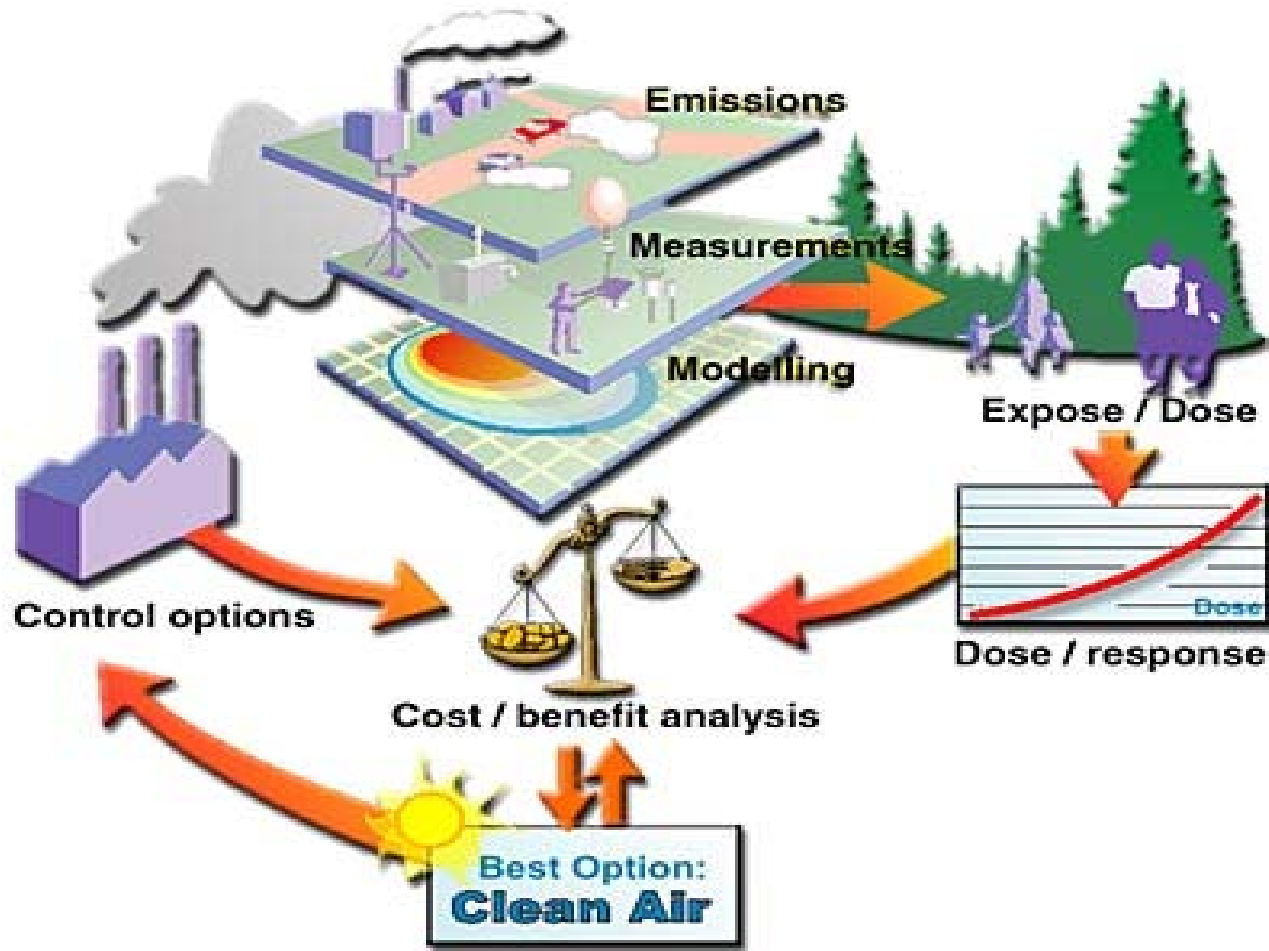 Emissions
Measurements
Modelling
Expose / Dose
Dose
Dose / response
Control options
Cost / benefit analysis
Best Option:
Clean Air